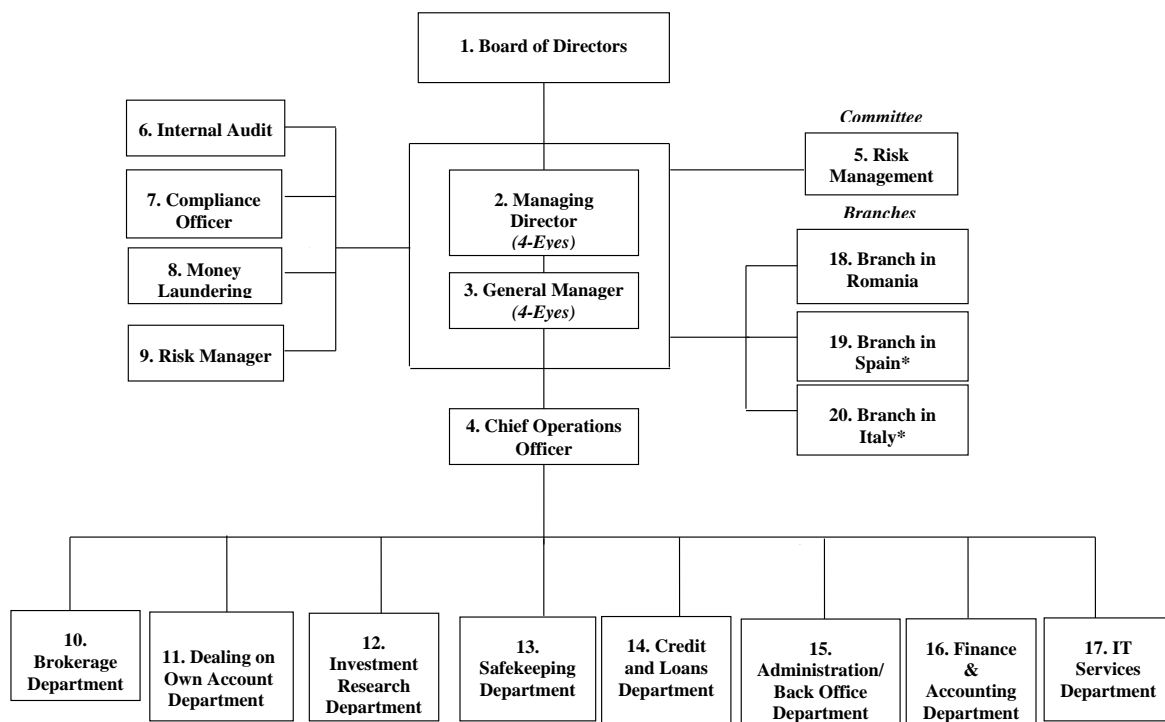 1. Board of Directors
6. Internal Audit
7. Compliance
Officer
8. Money
Laundering
9. Risk Manager
2. Managing
Director
(4-Eyes)
3. General Manager
(4-Eyes)
4. Chief Operations
Officer
Committee
5. Risk
Management
Branches
18. Branch in
Romania
19. Branch in
Spain*
20. Branch in
Italy*
10.
Brokerage
Department
11. Dealing on
Own Account
Department
12.
Investment
Research
Department
13.
Safekeeping
Department
14. Credit
and Loans
Department
15.
Administration/
Back Office
Department
16. Finance
&
Accounting
Department
17. IT
Services
Department